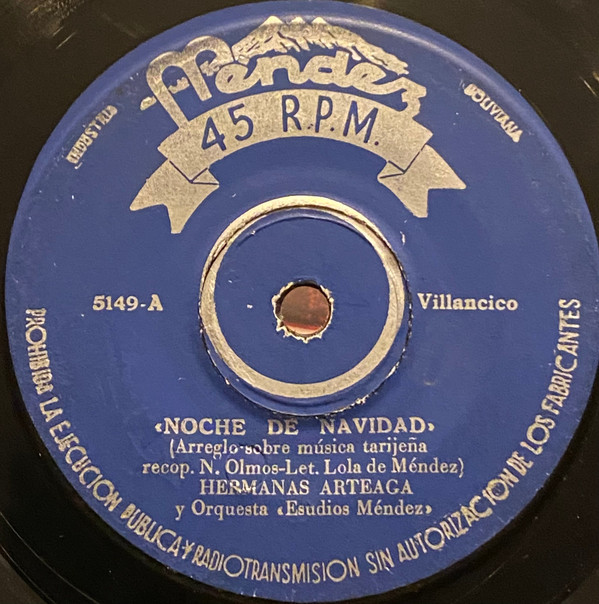 Méndez
45 R.P.M.
INDUSTRIA BOLIVIANA
5149-A
Villancico
«NOCHE DE NAVIDAD»
(Arreglo sobre música tarijeña
recop. N. Olmos-Let. Lola de Méndez)
HERMANAS ARTEAGA
y Orquesta «Esudios Méndez»
PROHIBIDA LA EJECUCION PUBLICA Y RADIOTRANSMISION SIN AUTORIZACION DE LOS FABRICANTES